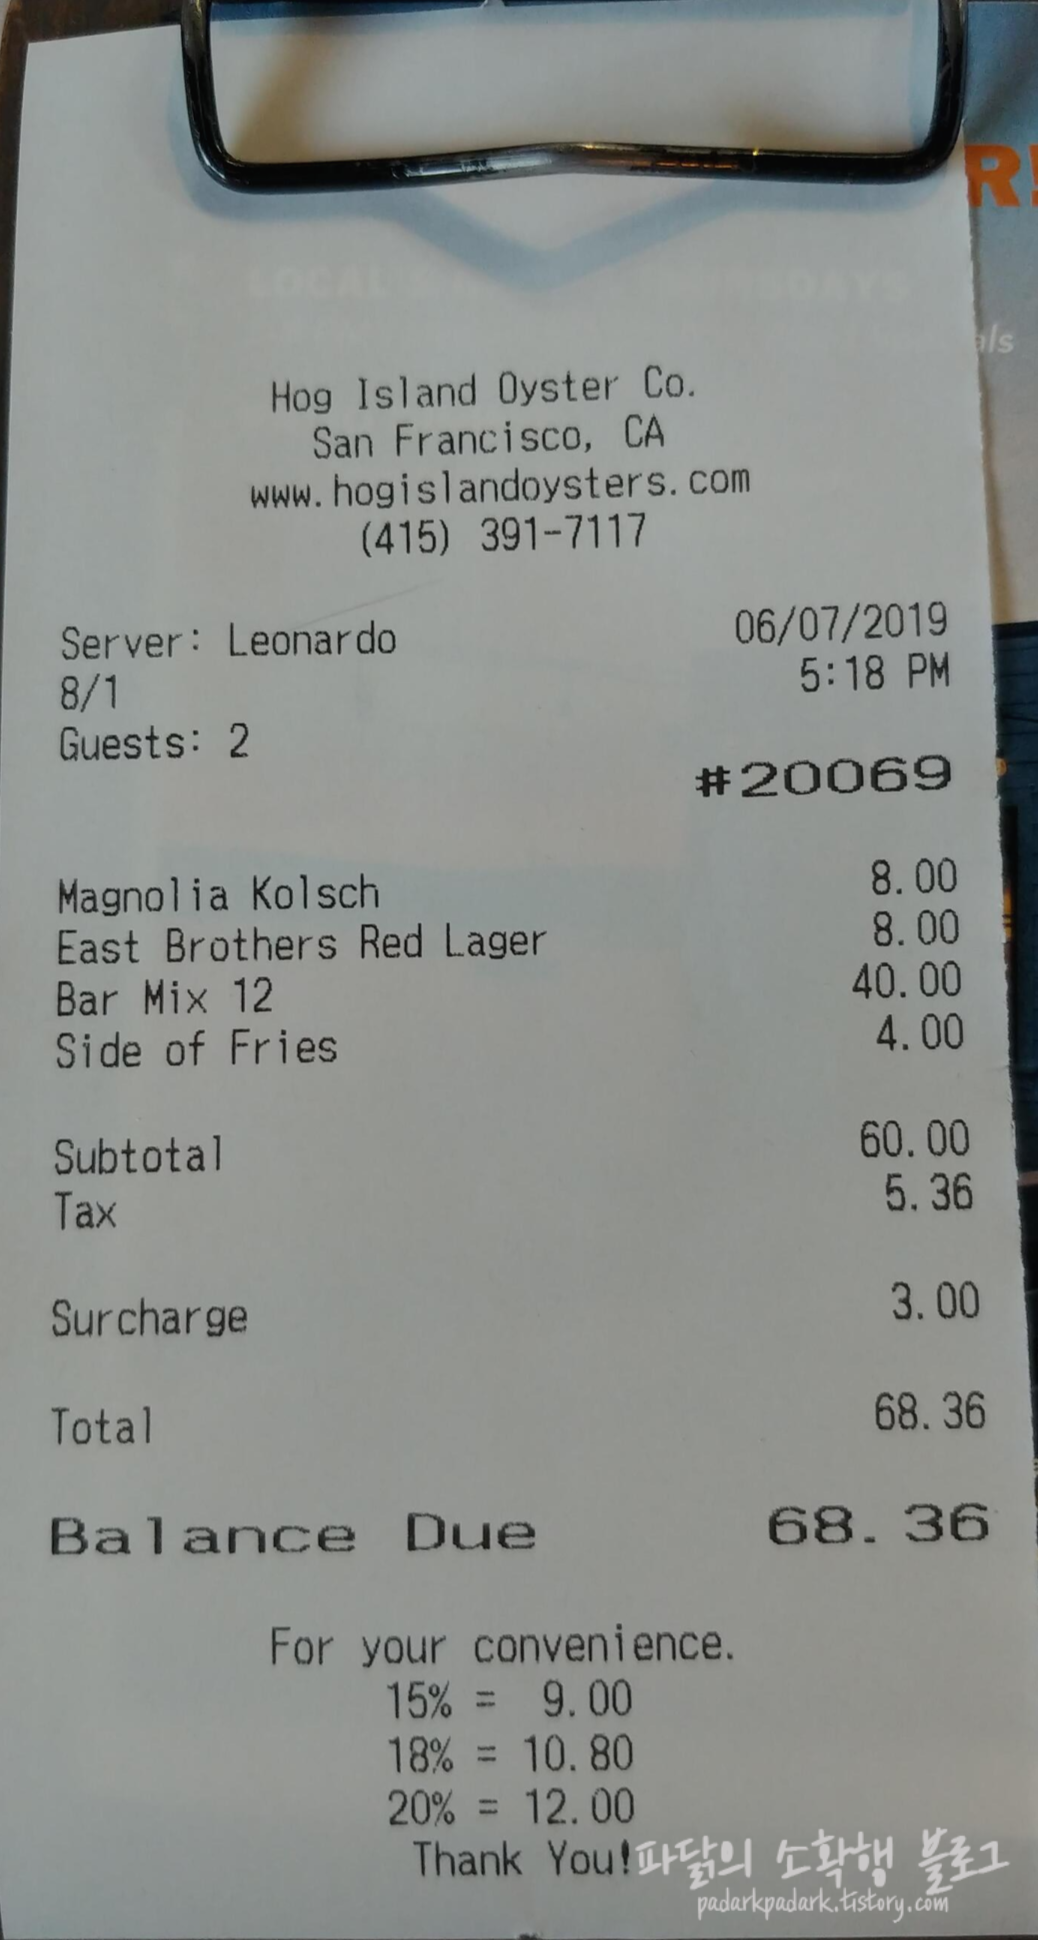 R!
LOCAL
als
Hog Island Oyster Co.
San Francisco, CA
www.hogislandoysters.com
(415) 391-7117
Server: Leonardo 06/07/2019
8/1 5:18 PM
Guests: 2
#20069
Magnolia Kolsch 8.00
East Brothers Red Lager 8.00
Bar Mix 12 40.00
Side of Fries 4.00
Subtotal 60.00
Tax 5.36
Surcharge 3.00
Total 68.36
Balance Due 68.36
For your convenience.
15% = 9.00
18% = 10.80
20% = 12.00
Thank You!
파닭의 소확행 블로그
padarkpadark.tistory.com